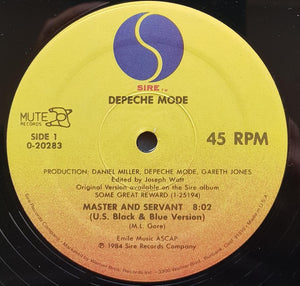 SIRE
DEPECHE MODE
MUTE
RECORDS
SIDE 1
0-20283
45 RPM
PRODUCTION: DANIEL MILLER, DEPECHE MODE, GARETH JONES
Edited by Joseph Watt
Original Version available on the Sire album
SOME GREAT REWARD (1-25194)
MASTER AND SERVANT 8:02
(U.S. Black & Blue Version)
(M.L. Gore)
Emile Music ASCAP
℗ 1984 Sire Records Company